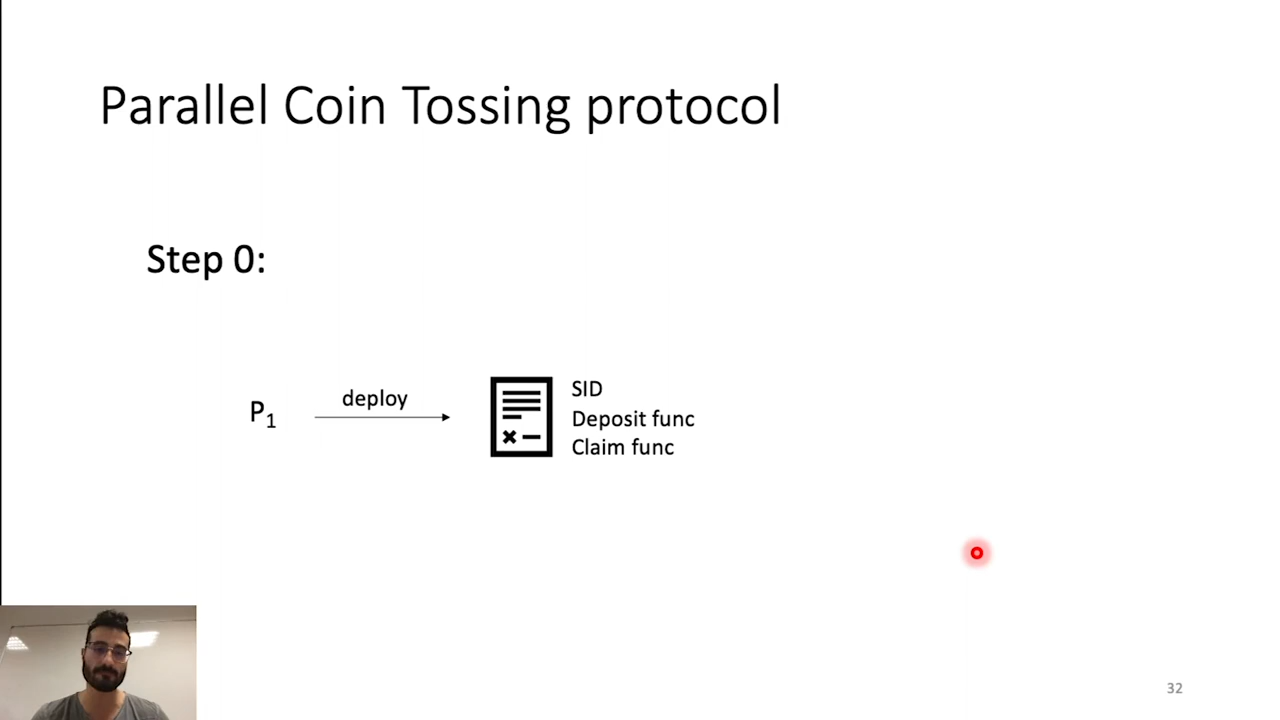 Parallel Coin Tossing protocol
Step 0:
P1
deploy
SID
Deposit func
Claim func
32